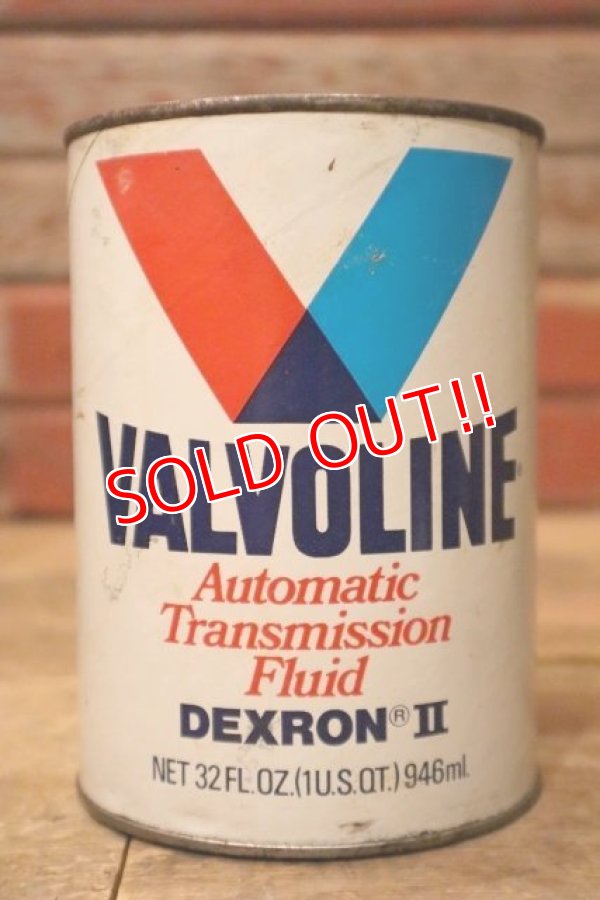 SOLD OUT!!
VALVOLINE
Automatic
Transmission
Fluid
DEXRON® II
NET 32 FL. OZ. (1 U.S. QT.) 946ml.